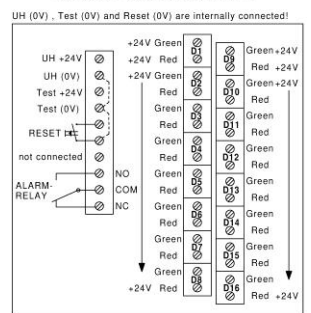 UH (0V) , Test (0V) and Reset (0V) are internally connected!
UH +24V
UH (0V)
Test +24V
Test (0V)
RESET
not connected
ALARM-
RELAY
NO
COM
NC
+24V Green
D1
+24V Red
+24V Green
D2
Red
Green
D3
Red
Green
D4
Red
Green
D5
Red
Green
D6
Red
Green
D7
Red
Green
D8
+24V Red
Green +24V
D9
Red +24V
Green +24V
D10
Red
Green
D11
Red
Green
D12
Red
Green
D13
Red
Green
D14
Red
Green
D15
Red
Green
D16
Red +24V